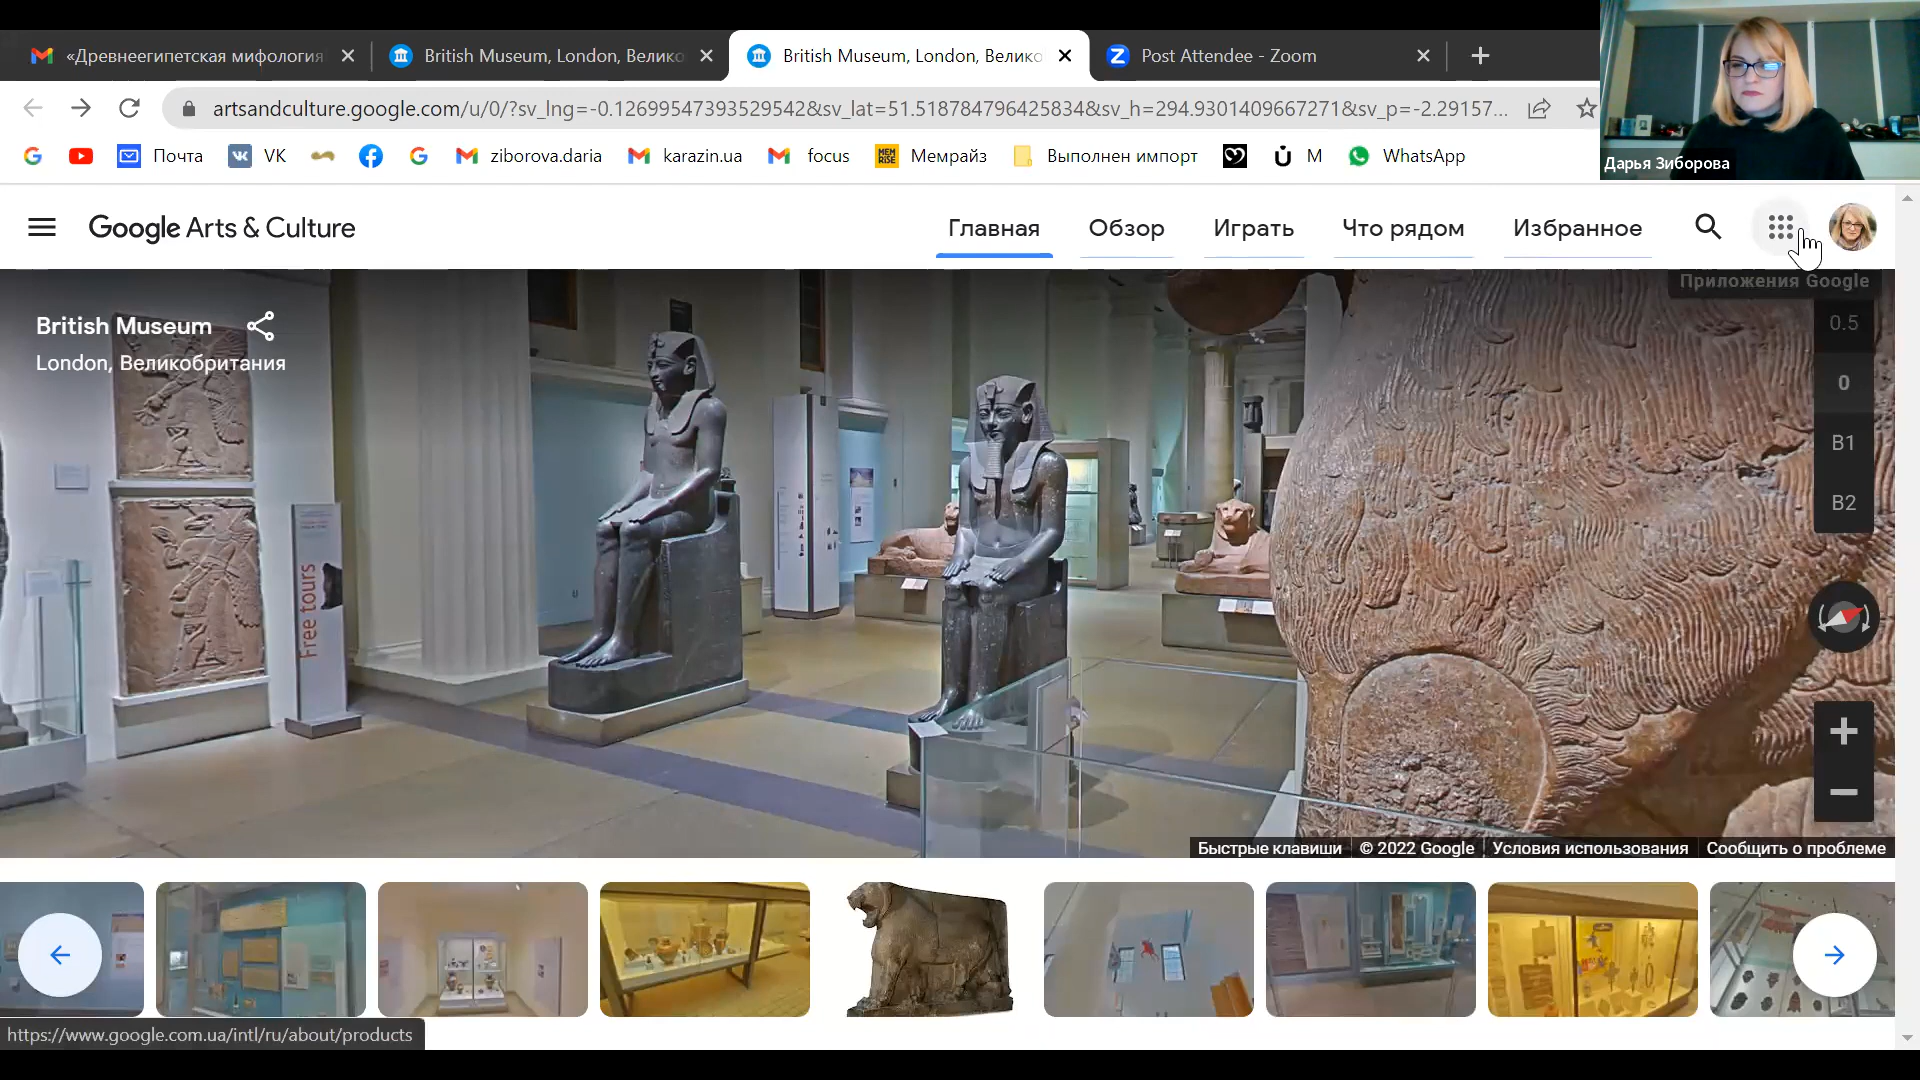 «Древнеегипетская мифология
British Museum, London, Велико
British Museum, London, Велико
Post Attendee - Zoom
artsandculture.google.com/u/0/?sv_lng=-0.12699547393529542&sv_lat=51.5187847964258​34&sv_h=294.9301409667271&sv_p=-2.29157...
Почта
VK
ziborova.daria
karazin.ua
focus
MEM RISE
Мемрайз
Выполнен импорт
М
WhatsApp
Дарья Зиборова
Google Arts & Culture
Главная
Обзор
Играть
Что рядом
Избранное
Приложения Google
British Museum
London, Великобритания
0.5
0
B1
B2
Free tours
Быстрые клавиши
© 2022 Google
Условия использования
Сообщить о проблеме
https://www.google.com.ua/intl/ru/about/products